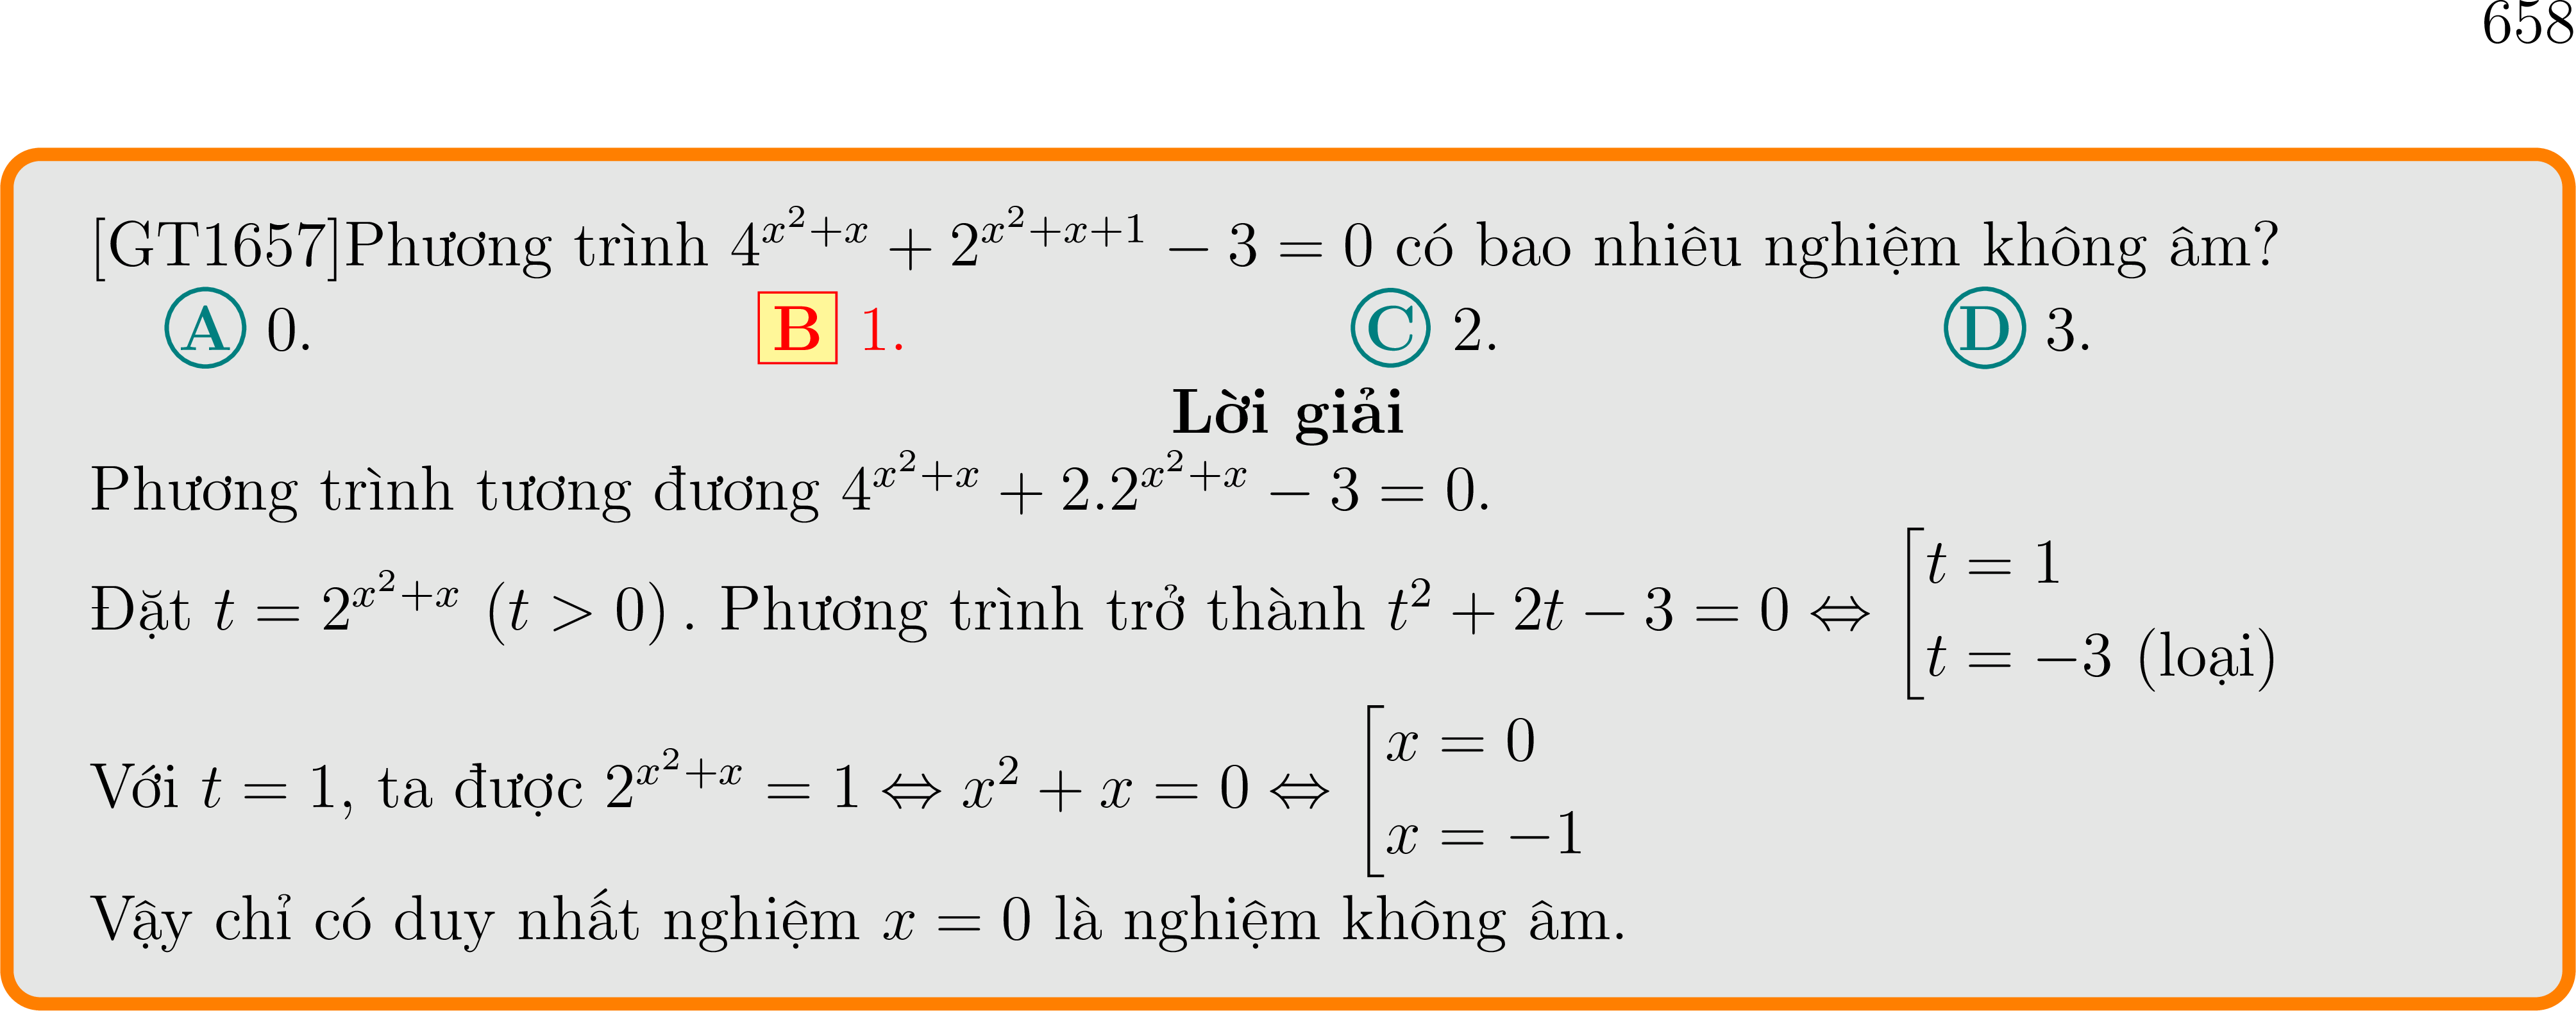 658
[GT1657]Phương trình $4^{x^2+x} + 2^{x^2+x+1} - 3 = 0$ có bao nhiêu nghiệm không âm?
A 0. B 1. C 2. D 3.
Lời giải
Phương trình tương đương $4^{x^2+x} + 2.2^{x^2+x} - 3 = 0$.
Đặt $t = 2^{x^2+x}$ $(t > 0)$. Phương trình trở thành $t^2 + 2t - 3 = 0 \Leftrightarrow \left[\begin{array}{l} t = 1 \\ t = -3 \text{ (loại)} \end{array}\right.$
Với $t = 1$, ta được $2^{x^2+x} = 1 \Leftrightarrow x^2 + x = 0 \Leftrightarrow \left[\begin{array}{l} x = 0 \\ x = -1 \end{array}\right.$
Vậy chỉ có duy nhất nghiệm $x = 0$ là nghiệm không âm.